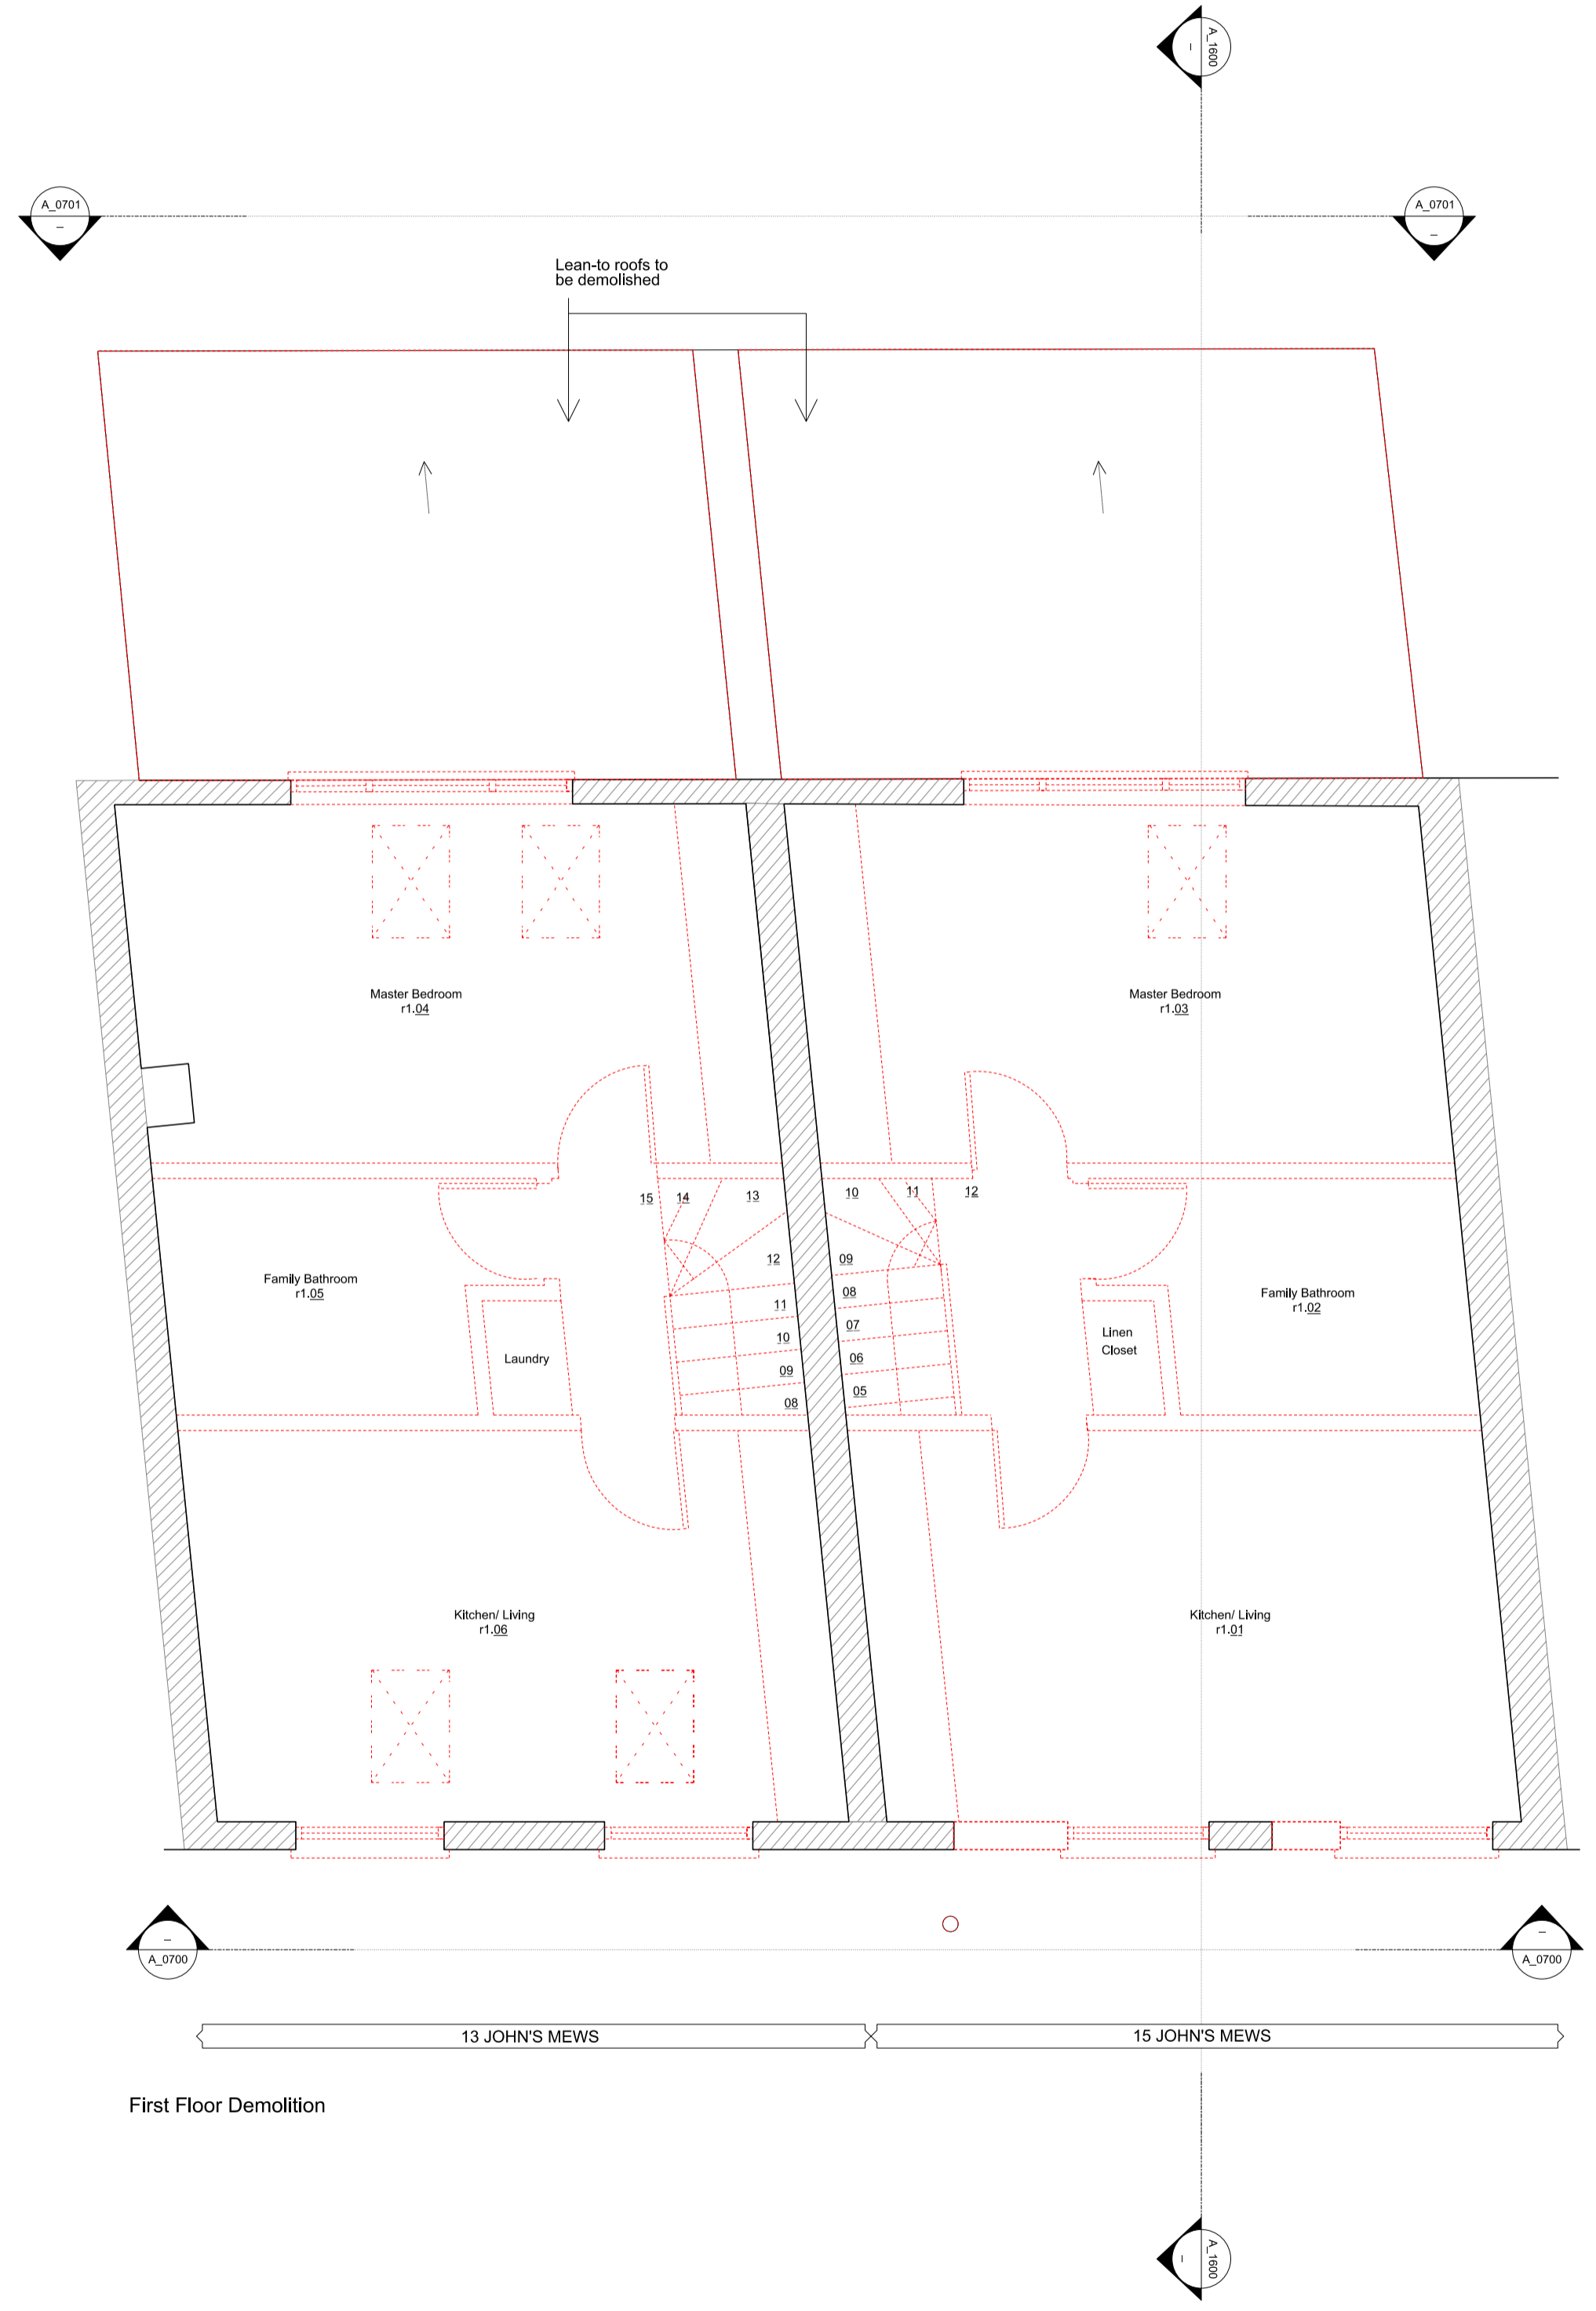 A_1600
–
A_0701
–
A_0701
–
Lean-to roofs to
be demolished
Master Bedroom
r1.04
Master Bedroom
r1.03
15
14
13
10
11
12
12
09
Family Bathroom
r1.05
Family Bathroom
r1.02
08
11
07
10
Linen
Closet
Laundry
06
09
05
08
Kitchen/ Living
r1.06
Kitchen/ Living
r1.01
–
A_0700
–
A_0700
13 JOHN'S MEWS
15 JOHN'S MEWS
First Floor Demolition
A_1600
–